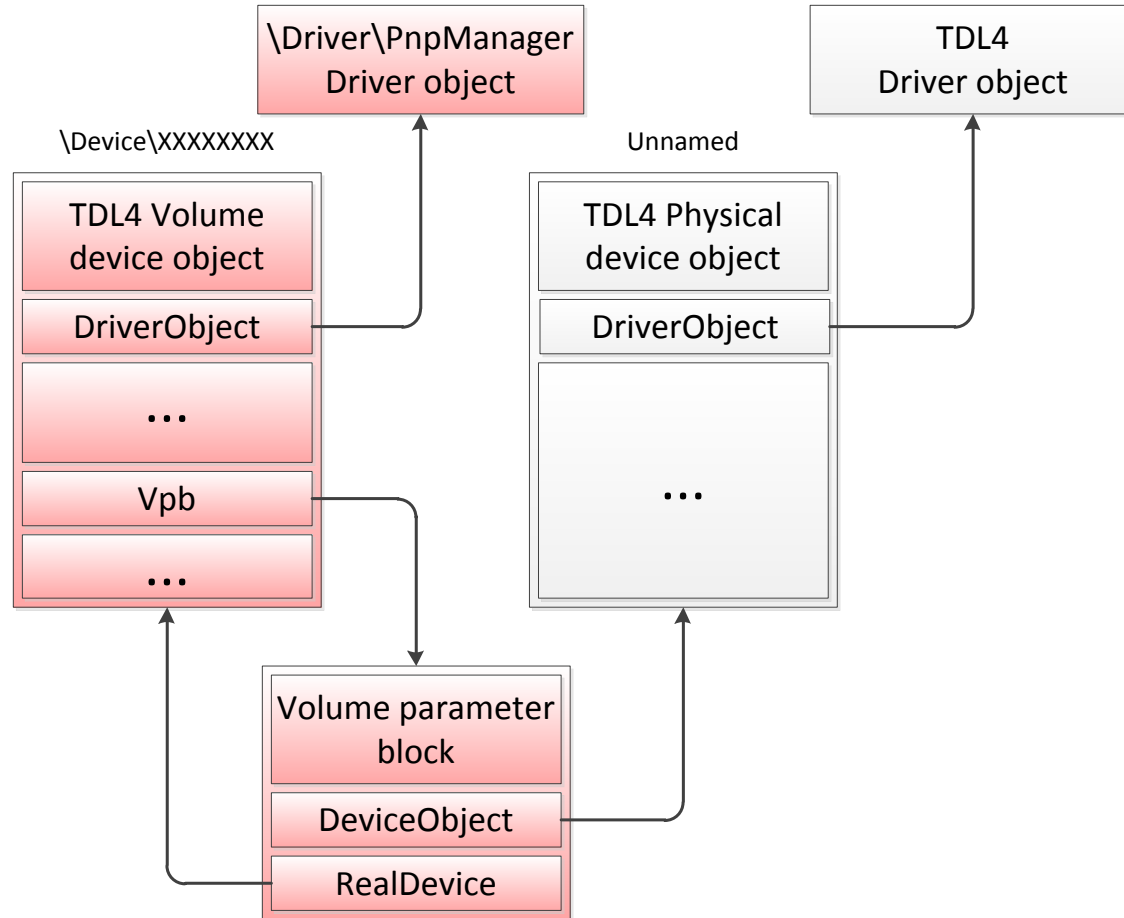 \Driver\PnpManager
Driver object
TDL4
Driver object
\Device\XXXXXXXX
Unnamed
TDL4 Volume
device object
DriverObject
...
Vpb
...
TDL4 Physical
device object
DriverObject
...
Volume parameter
block
DeviceObject
RealDevice